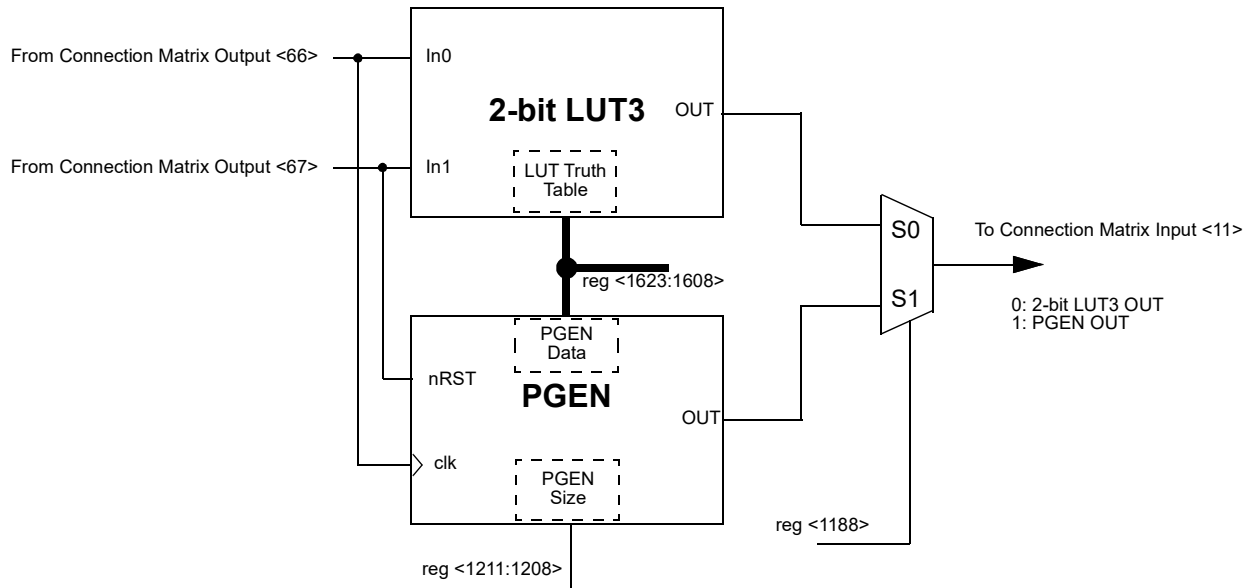 From Connection Matrix Output <66>
In0
2-bit LUT3
OUT
From Connection Matrix Output <67>
In1
LUT Truth
Table
S0
To Connection Matrix Input <11>
reg <1623:1608>
S1
0: 2-bit LUT3 OUT
1: PGEN OUT
PGEN
Data
nRST
PGEN
OUT
clk
PGEN
Size
reg <1188>
reg <1211:1208>